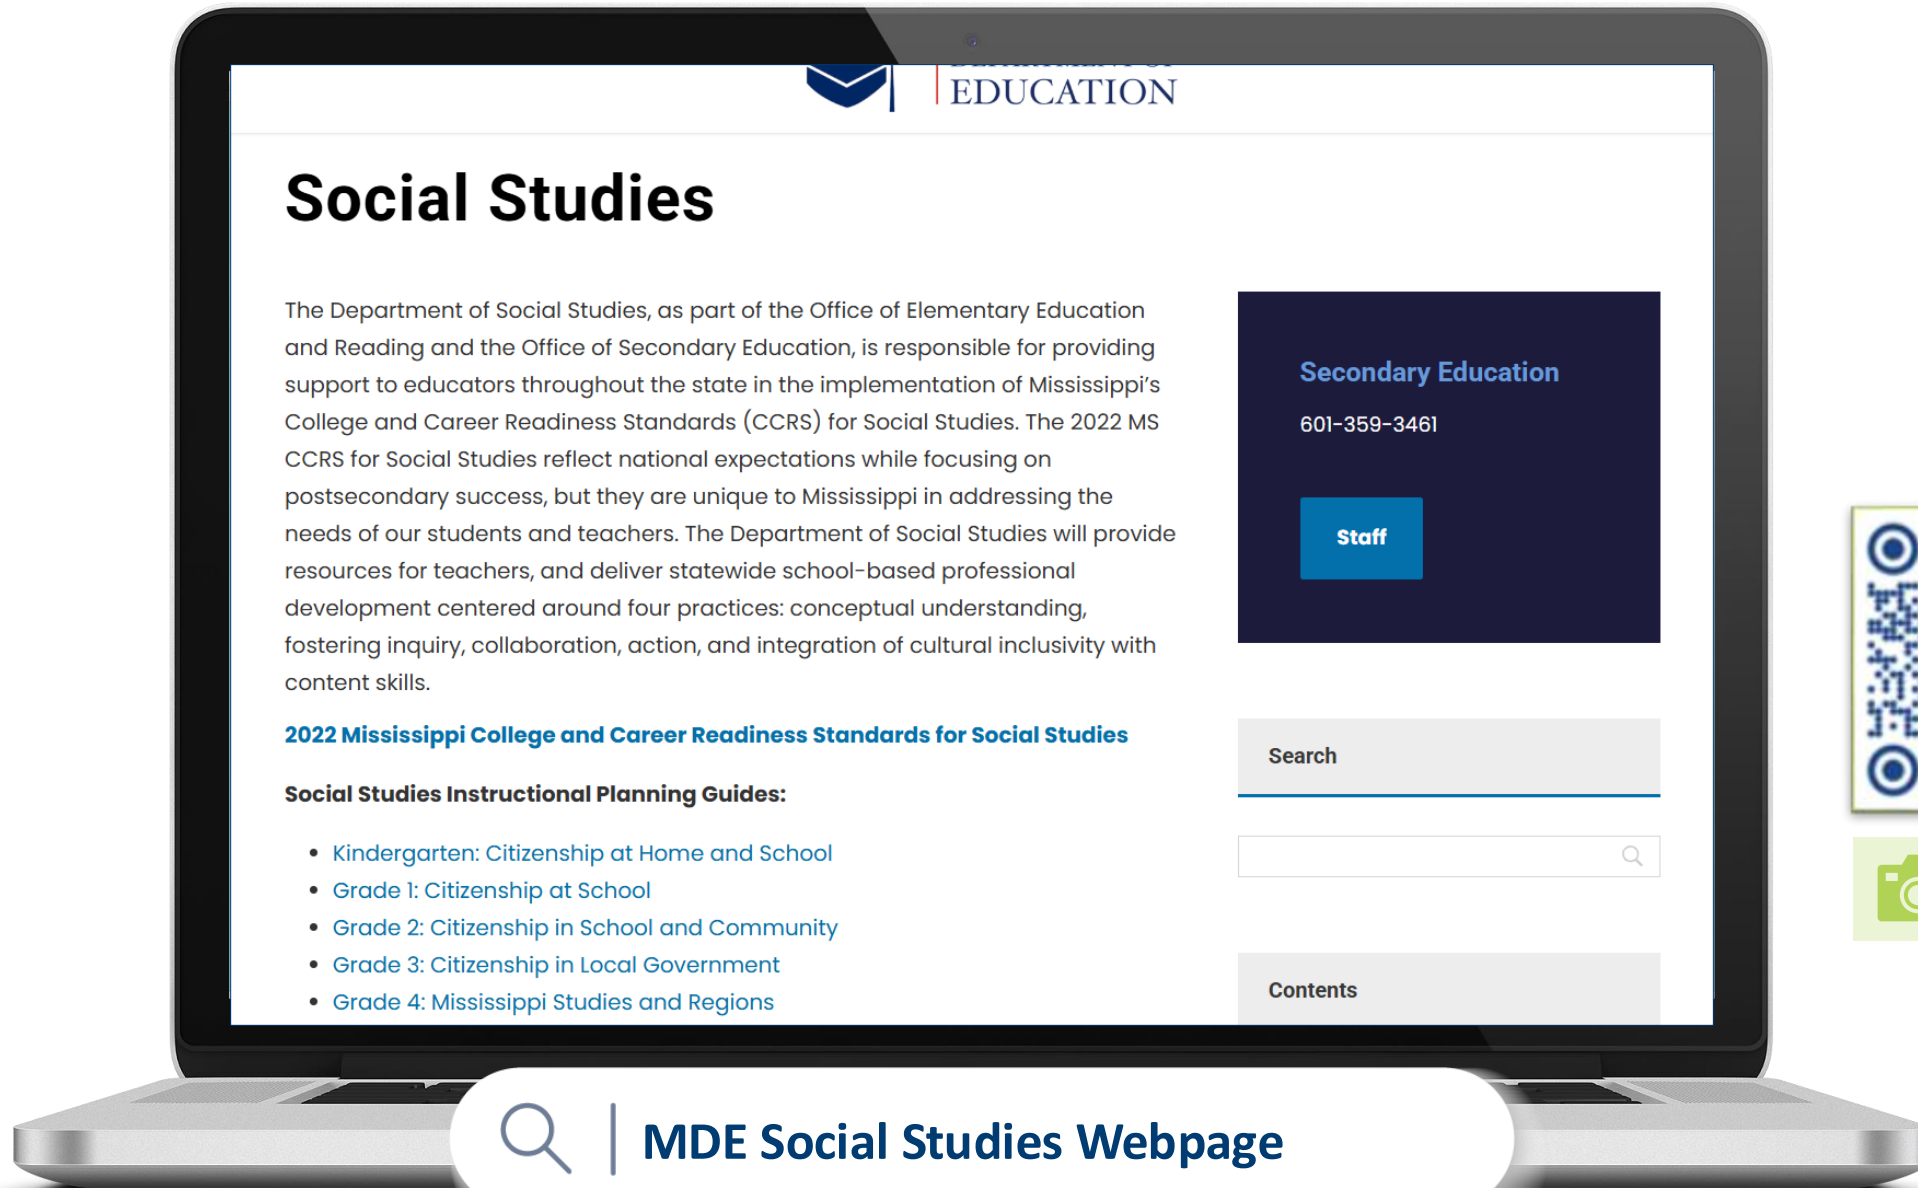 EDUCATION
Social Studies
The Department of Social Studies, as part of the Office of Elementary Education
and Reading and the Office of Secondary Education, is responsible for providing
support to educators throughout the state in the implementation of Mississippi's
College and Career Readiness Standards (CCRS) for Social Studies. The 2022 MS
CCRS for Social Studies reflect national expectations while focusing on
postsecondary success, but they are unique to Mississippi in addressing the
needs of our students and teachers. The Department of Social Studies will provide
resources for teachers, and deliver statewide school-based professional
development centered around four practices: conceptual understanding,
fostering inquiry, collaboration, action, and integration of cultural inclusivity with
content skills.
2022 Mississippi College and Career Readiness Standards for Social Studies
Social Studies Instructional Planning Guides:
• Kindergarten: Citizenship at Home and School
• Grade 1: Citizenship at School
• Grade 2: Citizenship in School and Community
• Grade 3: Citizenship in Local Government
• Grade 4: Mississippi Studies and Regions
Secondary Education
601-359-3461
Staff
Search
Contents
MDE Social Studies Webpage